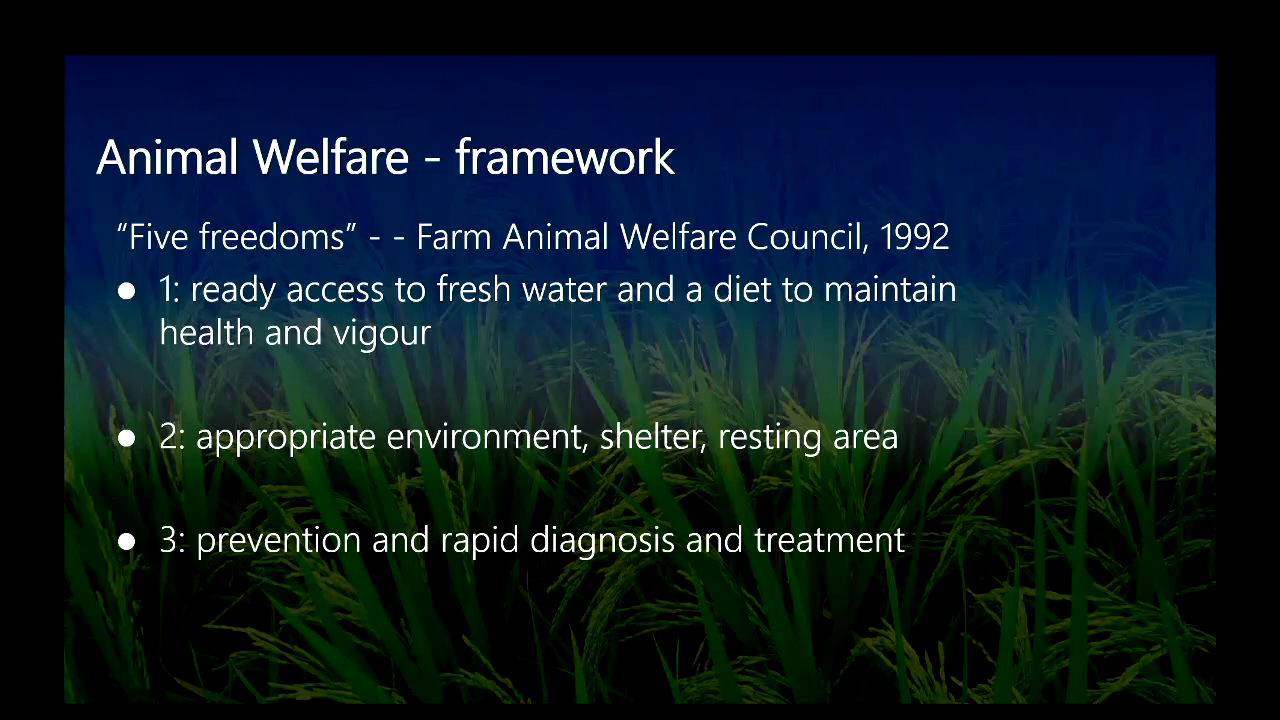 Animal Welfare - framework
“Five freedoms” - - Farm Animal Welfare Council, 1992
● 1: ready access to fresh water and a diet to maintain
health and vigour
● 2: appropriate environment, shelter, resting area
● 3: prevention and rapid diagnosis and treatment